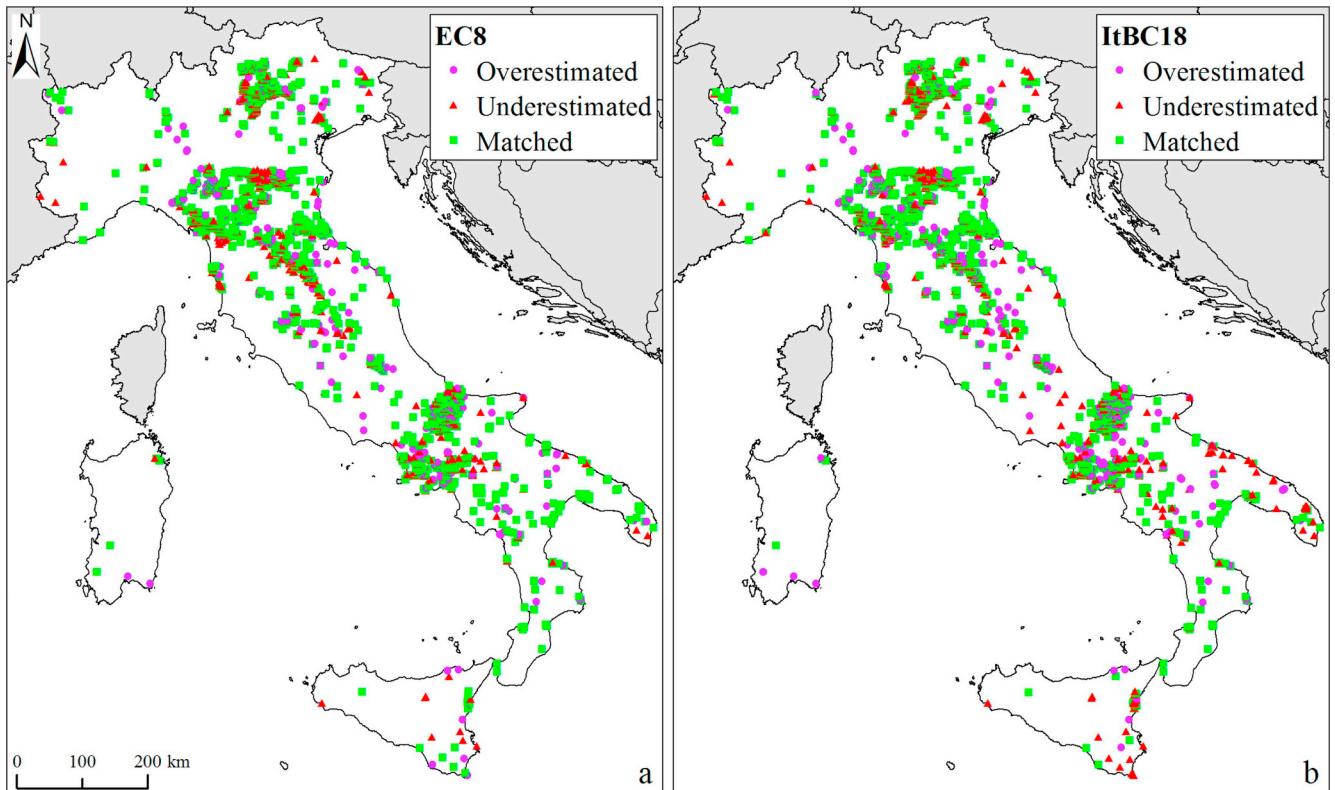 N
EC8
Overestimated
Underestimated
Matched
0 100 200 km
a
ItBC18
Overestimated
Underestimated
Matched
b